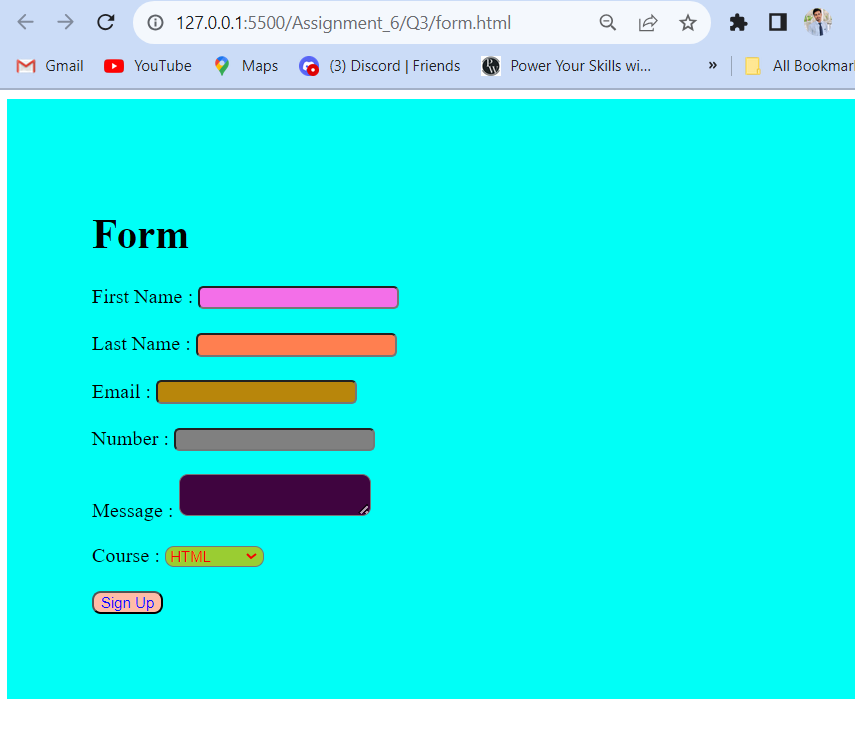 127.0.0.1:5500/Assignment_6/Q3/form.html
Gmail YouTube Maps (3) Discord | Friends Power Your Skills wi... » All Bookmar
Form
First Name :
Last Name :
Email :
Number :
Message :
Course : HTML
Sign Up